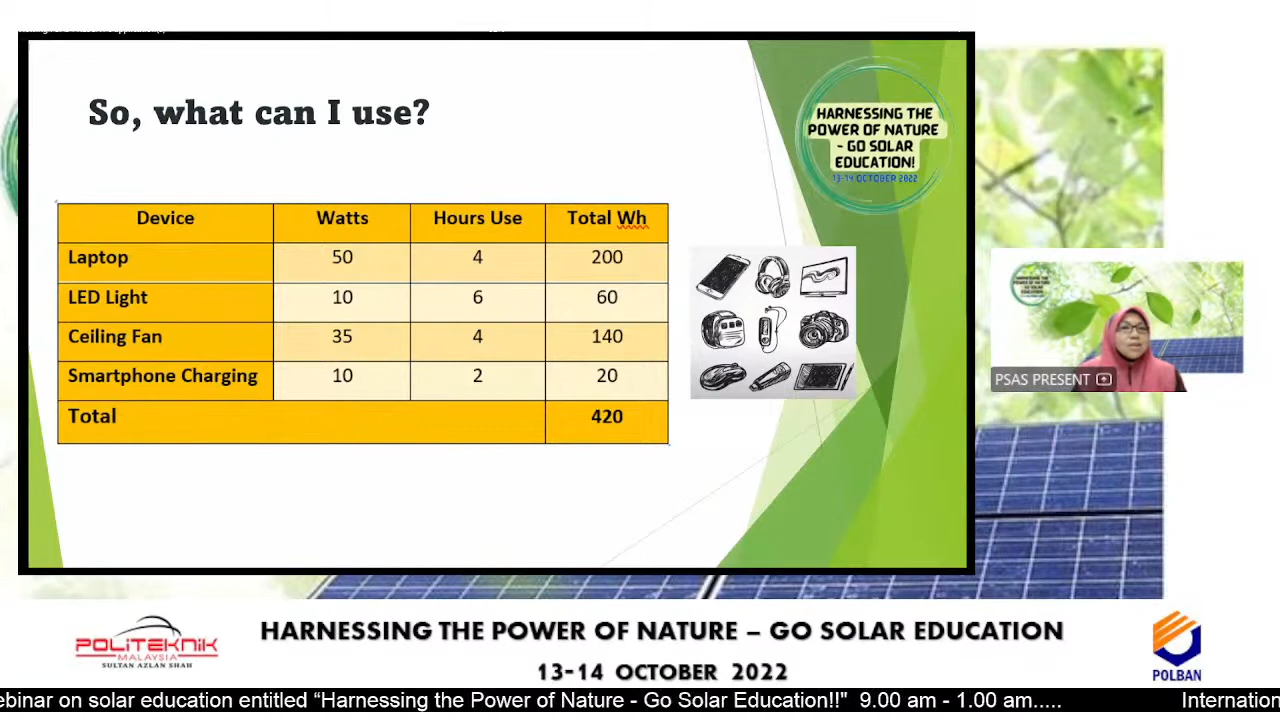 So, what can I use?
HARNESSING THE
POWER OF NATURE
- GO SOLAR
EDUCATION!
13-14 OCTOBER 2022
Device Watts Hours Use Total Wh
Laptop 50 4 200
LED Light 10 6 60
Ceiling Fan 35 4 140
Smartphone Charging 10 2 20
Total 420
PSAS PRESENT
POLITEKNIK
MALAYSIA
SULTAN AZLAN SHAH
HARNESSING THE POWER OF NATURE – GO SOLAR EDUCATION
13-14 OCTOBER 2022
POLBAN
ebinar on solar education entitled “Harnessing the Power of Nature - Go Solar Education!!" 9.00 am - 1.00 am..... Internation